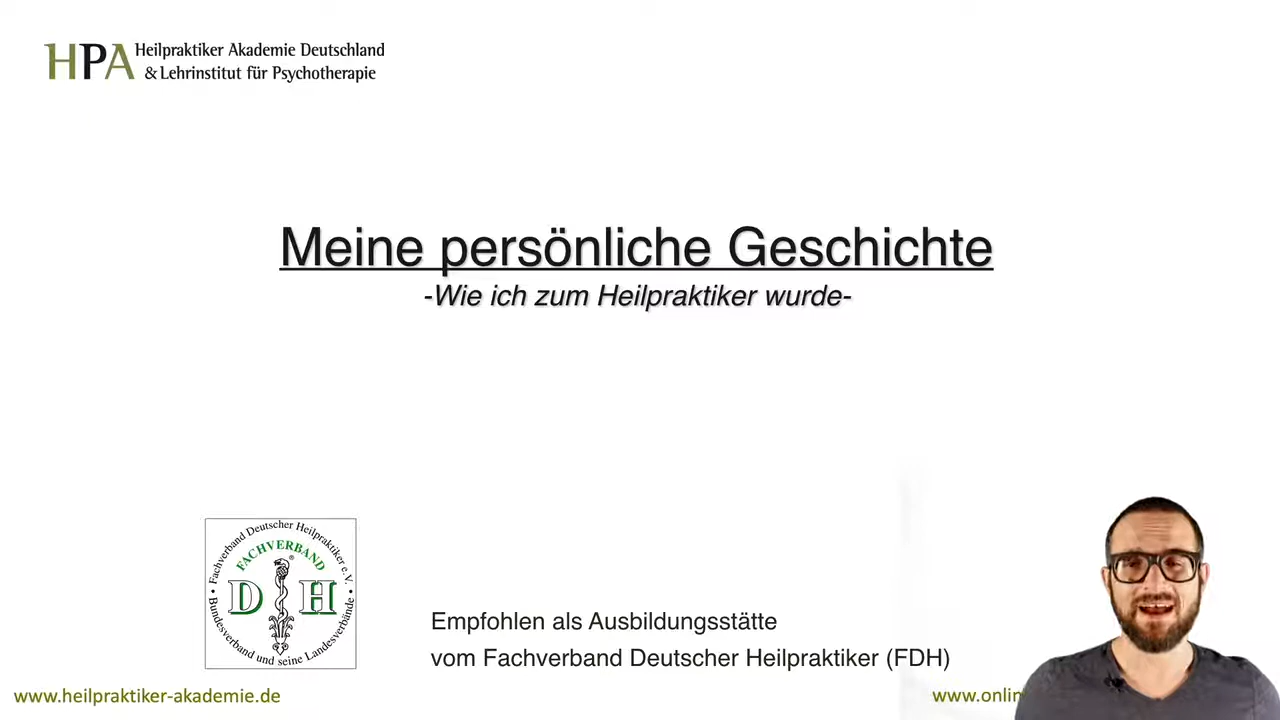 HPA Heilpraktiker Akademie Deutschland
& Lehrinstitut für Psychotherapie
Meine persönliche Geschichte
-Wie ich zum Heilpraktiker wurde-
• Fachverband Deutscher Heilpraktiker e.V. •
FACHVERBAND
®
D H
Bundesverband und seine Landesverbände
Empfohlen als Ausbildungsstätte
vom Fachverband Deutscher Heilpraktiker (FDH)
www.heilpraktiker-akademie.de